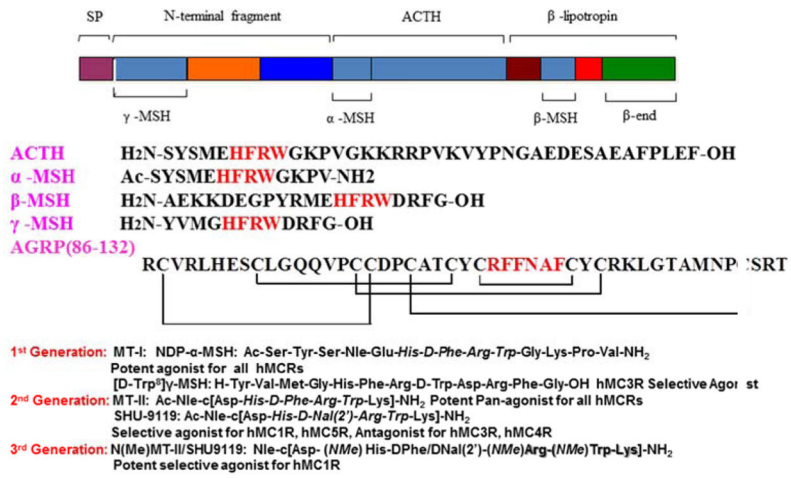 SP N-terminal fragment ACTH β -lipotropin
γ -MSH α -MSH β-MSH β-end
ACTH H2N-SYSMEHFRWGKPVGKKRRPVKVYPNGAEDESAEAFPLEF-OH
α -MSH Ac-SYSMEHFRWGKPV-NH2
β-MSH H2N-AEKKDEGPYRMEHFRWDRFG-OH
γ -MSH H2N-YVMGHFRWDRFG-OH
AGRP(86-132)
RCVRLHESCLGQQVPCCDPCATCYCRFFNAFCYCRKLGTAMNPCSRT
1st Generation: MT-I: NDP-α-MSH: Ac-Ser-Tyr-Ser-Nle-Glu-His-D-Phe-Arg-Trp-Gly-Lys-Pro-Val-NH2
Potent agonist for all hMCRs
[D-Trp8]γ-MSH: H-Tyr-Val-Met-Gly-His-Phe-Arg-D-Trp-Asp-Arg-Phe-Gly-OH hMC3R Selective Agonist
2nd Generation: MT-II: Ac-Nle-c[Asp-His-D-Phe-Arg-Trp-Lys]-NH2 Potent Pan-agonist for all hMCRs
SHU-9119: Ac-Nle-c[Asp-His-D-Nal(2')-Arg-Trp-Lys]-NH2
Selective agonist for hMC1R, hMC5R, Antagonist for hMC3R, hMC4R
3rd Generation: N(Me)MT-II/SHU9119: Nle-c[Asp- (NMe) His-DPhe/DNal(2')-(NMe)Arg-(NMe)Trp-Lys]-NH2
Potent selective agonist for hMC1R